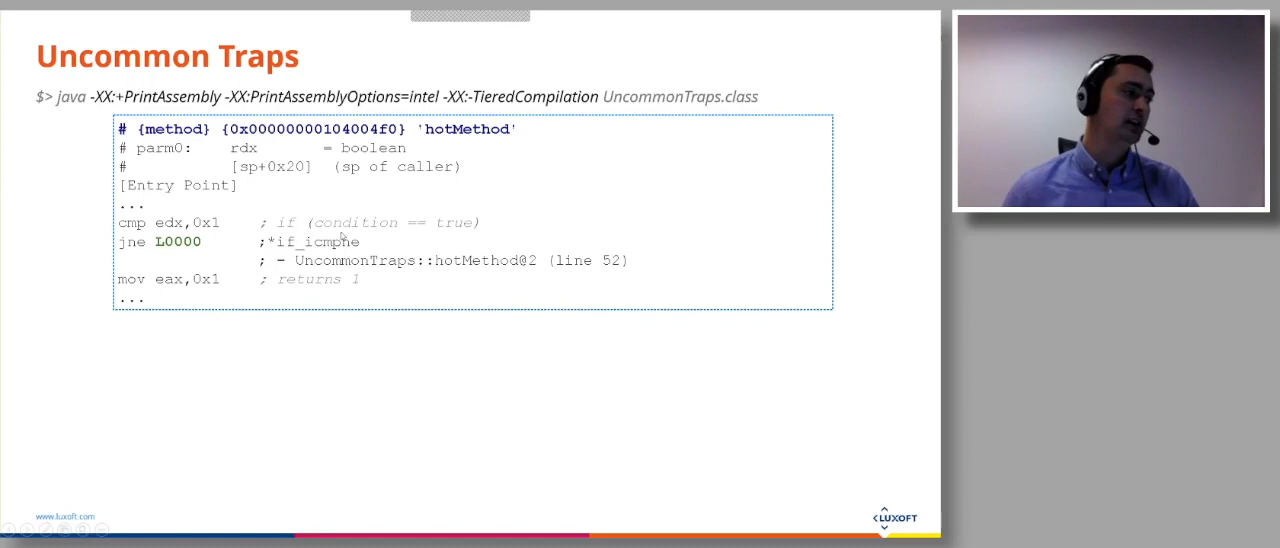 Uncommon Traps
$> java -XX:+PrintAssembly -XX:PrintAssemblyOptions=intel -XX:-TieredCompilation UncommonTraps.class
# {method} {0x00000000104004f0} 'hotMethod'
# parm0: rdx = boolean
# [sp+0x20] (sp of caller)
[Entry Point]
...
cmp edx,0x1 ; if (condition == true)
jne L0000 ;*if_icmpne
; - UncommonTraps::hotMethod@2 (line 52)
mov eax,0x1 ; returns 1
...
www.luxoft.com
LUXOFT